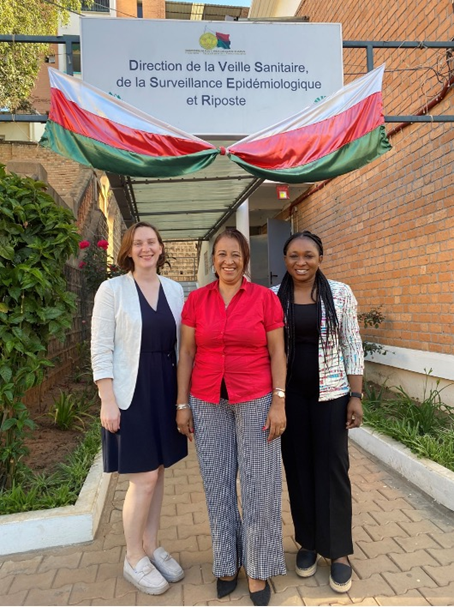 Direction de la Veille Sanitaire,
de la Surveillance Epidémiologique
et Riposte